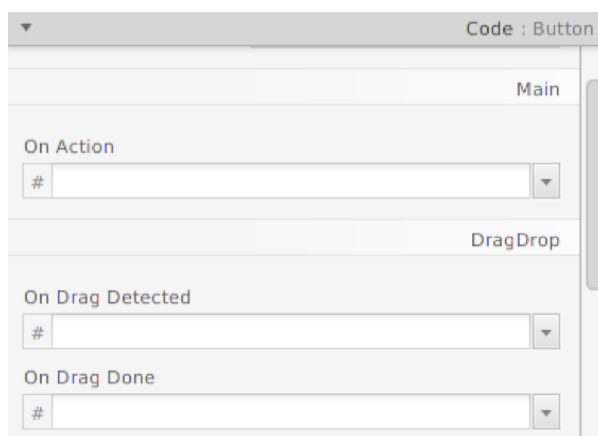 Code : Button
Main
On Action
#
DragDrop
On Drag Detected
#
On Drag Done
#